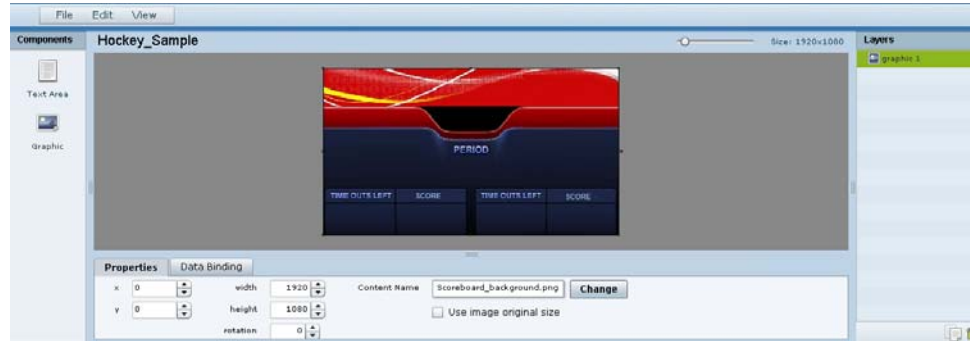 File Edit View
Components Hockey_Sample Size: 1920x1080 Layers
graphic 1
Text Area
Graphic
PERIOD
TIME OUTS LEFT SCORE TIME OUTS LEFT SCORE
Properties Data Binding
x 0 width 1920 Content Name Scoreboard_background.png Change
y 0 height 1080 Use image original size
rotation 0